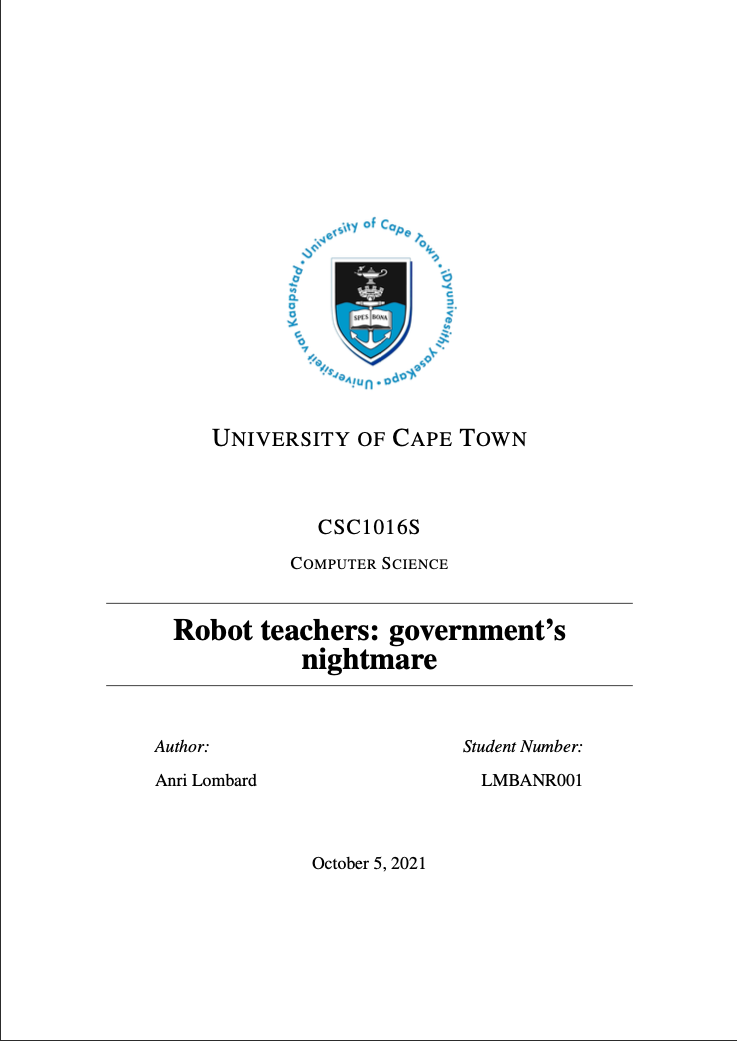 University of Cape Town • iDyunivesithi yaseKapa • Universiteit van Kaapstad •
SPES BONA
UNIVERSITY OF CAPE TOWN
CSC1016S
COMPUTER SCIENCE
Robot teachers: government's
nightmare
Author:
Student Number:
Anri Lombard
LMBANR001
October 5, 2021